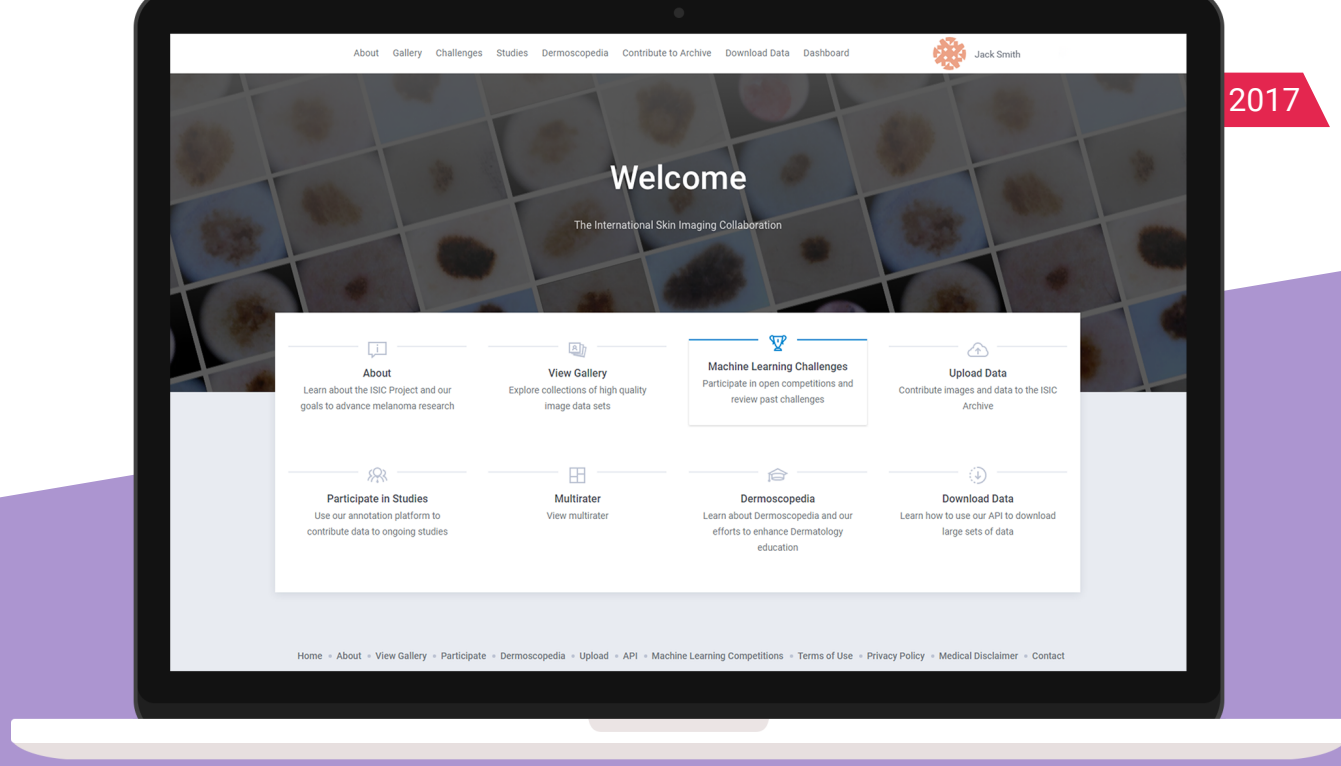 About Gallery Challenges Studies Dermoscopedia Contribute to Archive Download Data Dashboard Jack Smith
2017
Welcome
The International Skin Imaging Collaboration
About
Learn about the ISIC Project and our
goals to advance melanoma research
View Gallery
Explore collections of high quality
image data sets
Machine Learning Challenges
Participate in open competitions and
review past challenges
Upload Data
Contribute images and data to the ISIC
Archive
Participate in Studies
Use our annotation platform to
contribute data to ongoing studies
Multirater
View multirater
Dermoscopedia
Learn about Dermoscopedia and our
efforts to enhance Dermatology
education
Download Data
Learn how to use our API to download
large sets of data
Home • About • View Gallery • Participate • Dermoscopedia • Upload • API • Machine Learning Competitions • Terms of Use • Privacy Policy • Medical Disclaimer • Contact